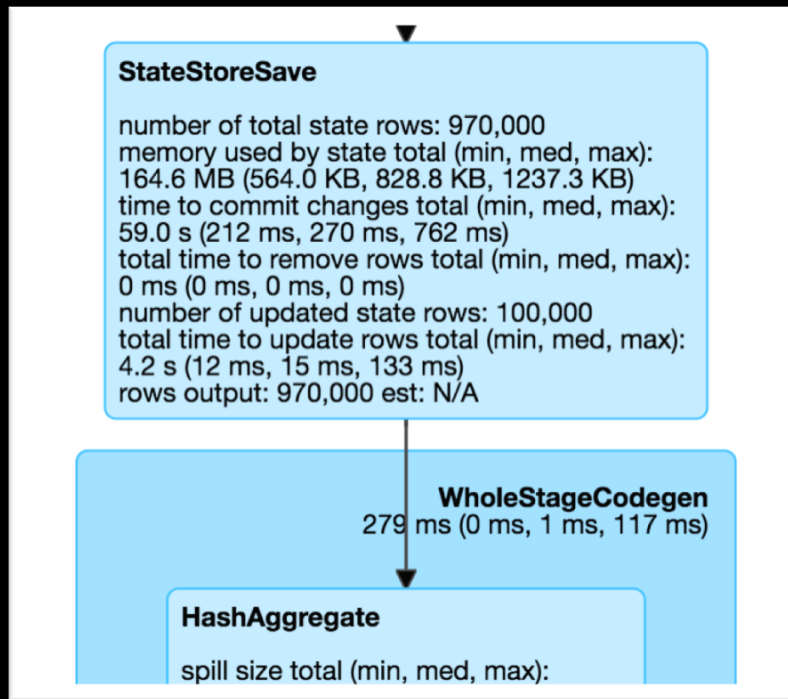 StateStoreSave
number of total state rows: 970,000
memory used by state total (min, med, max):
164.6 MB (564.0 KB, 828.8 KB, 1237.3 KB)
time to commit changes total (min, med, max):
59.0 s (212 ms, 270 ms, 762 ms)
total time to remove rows total (min, med, max):
0 ms (0 ms, 0 ms, 0 ms)
number of updated state rows: 100,000
total time to update rows total (min, med, max):
4.2 s (12 ms, 15 ms, 133 ms)
rows output: 970,000 est: N/A
WholeStageCodegen
279 ms (0 ms, 1 ms, 117 ms)
HashAggregate
spill size total (min, med, max):